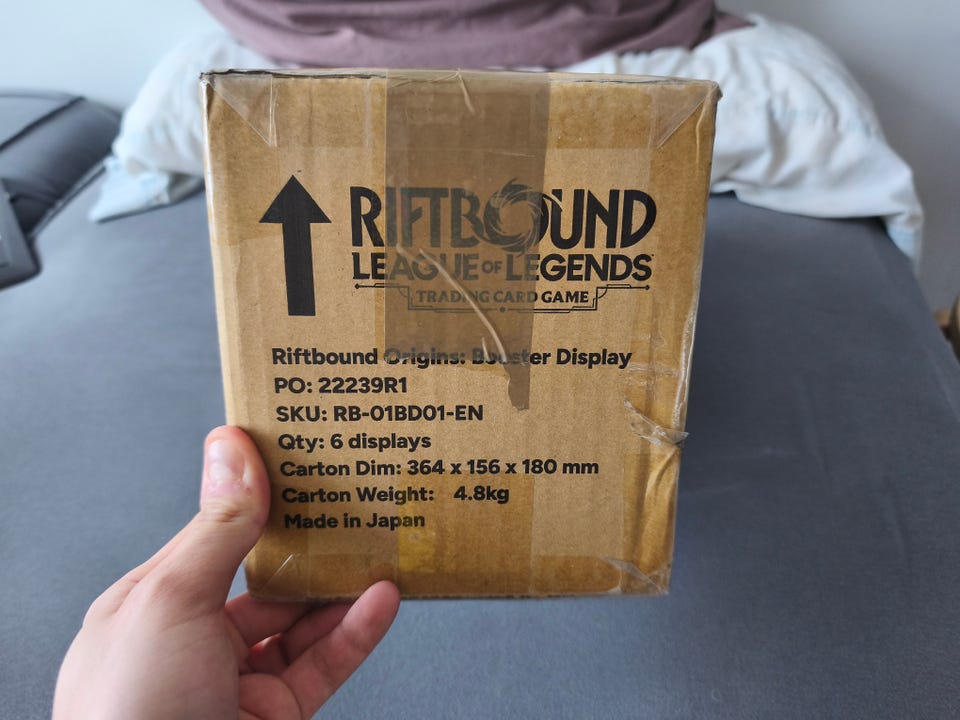 RIFTBOUND
LEAGUE OF LEGENDS
TRADING CARD GAME
Riftbound Origins: Booster Display
PO: 22239R1
SKU: RB-01BD01-EN
Qty: 6 displays
Carton Dim: 364 x 156 x 180 mm
Carton Weight: 4.8kg
Made in Japan